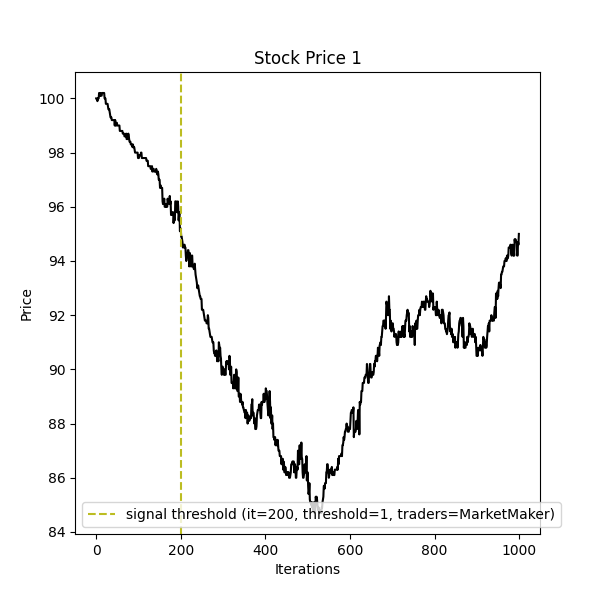 Stock Price 1
Price
100
98
96
94
92
90
88
86
84
signal threshold (it=200, threshold=1, traders=MarketMaker)
0 200 400 600 800 1000
Iterations